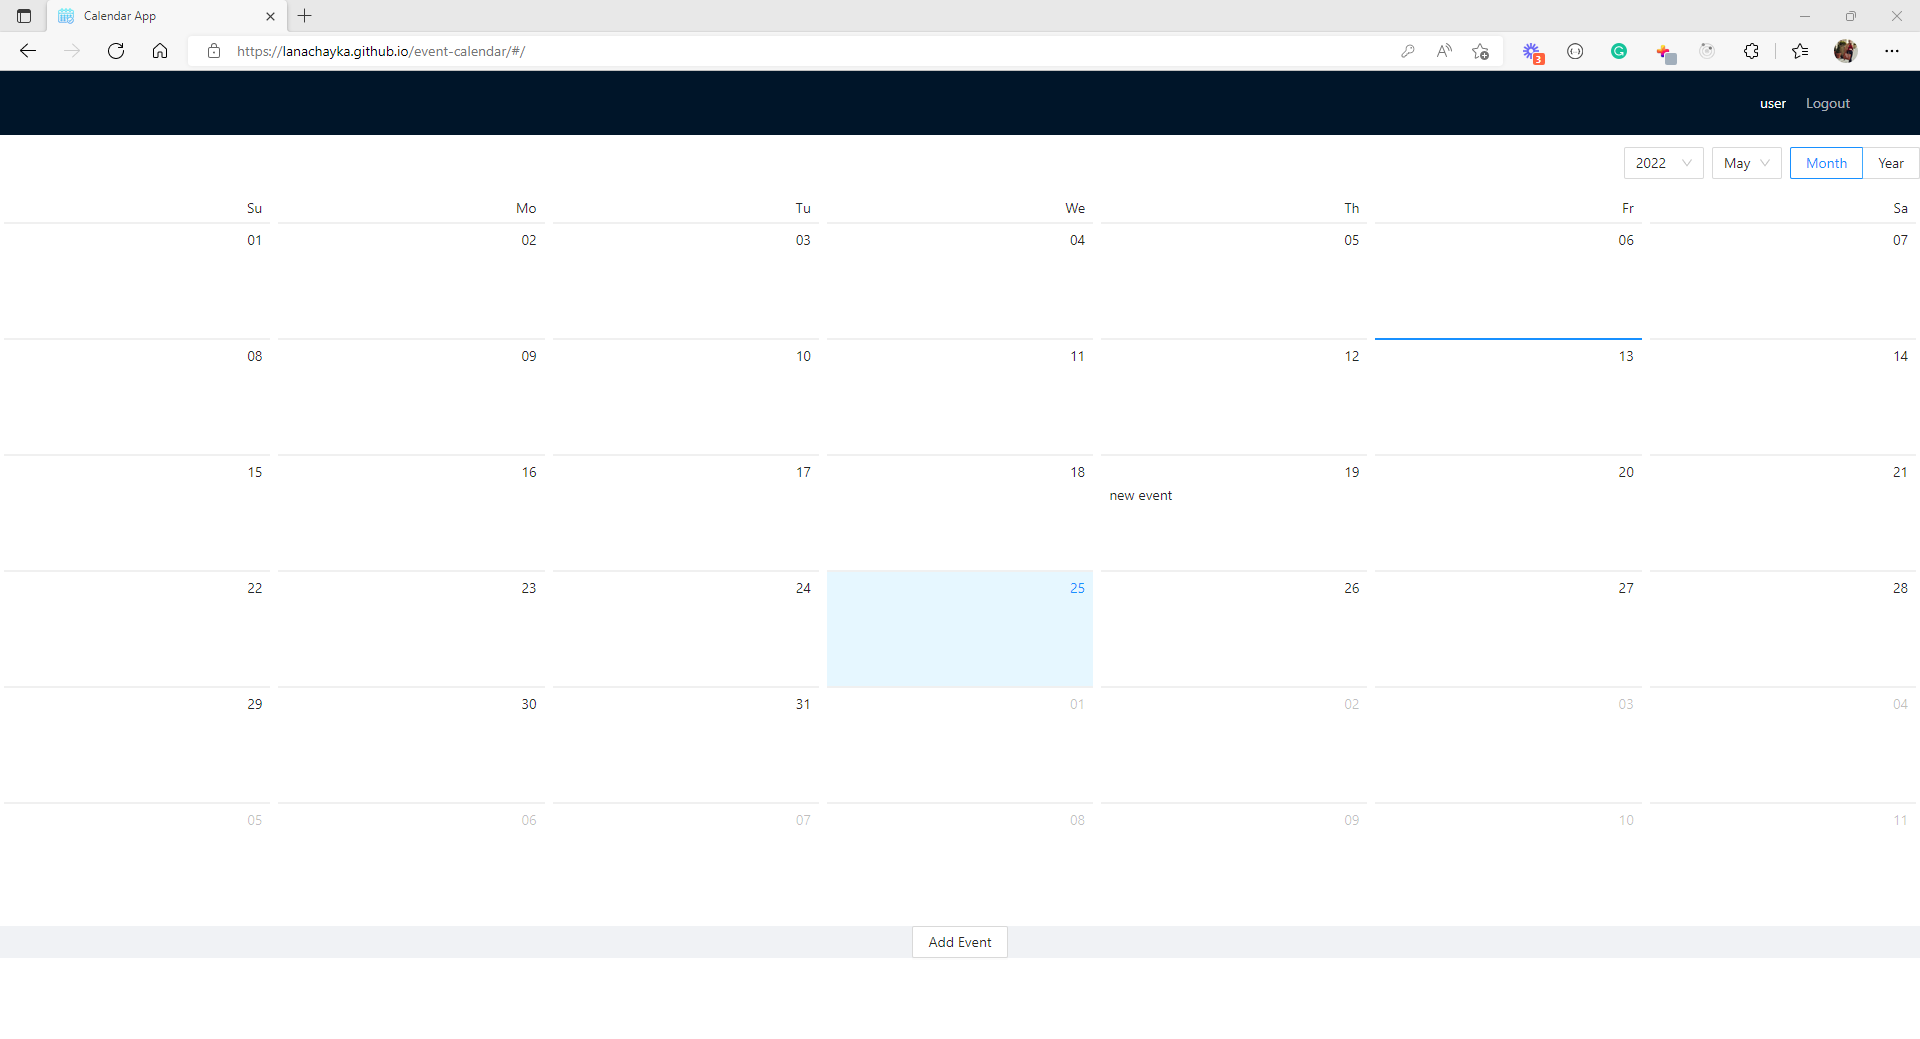 Calendar App
https://lanachayka.github.io/event-calendar/#/
3
user Logout
2022 May Month Year
Su Mo Tu We Th Fr Sa
01 02 03 04 05 06 07
08 09 10 11 12 13 14
15 16 17 18 19 20 21
new event
22 23 24 25 26 27 28
29 30 31 01 02 03 04
05 06 07 08 09 10 11
Add Event